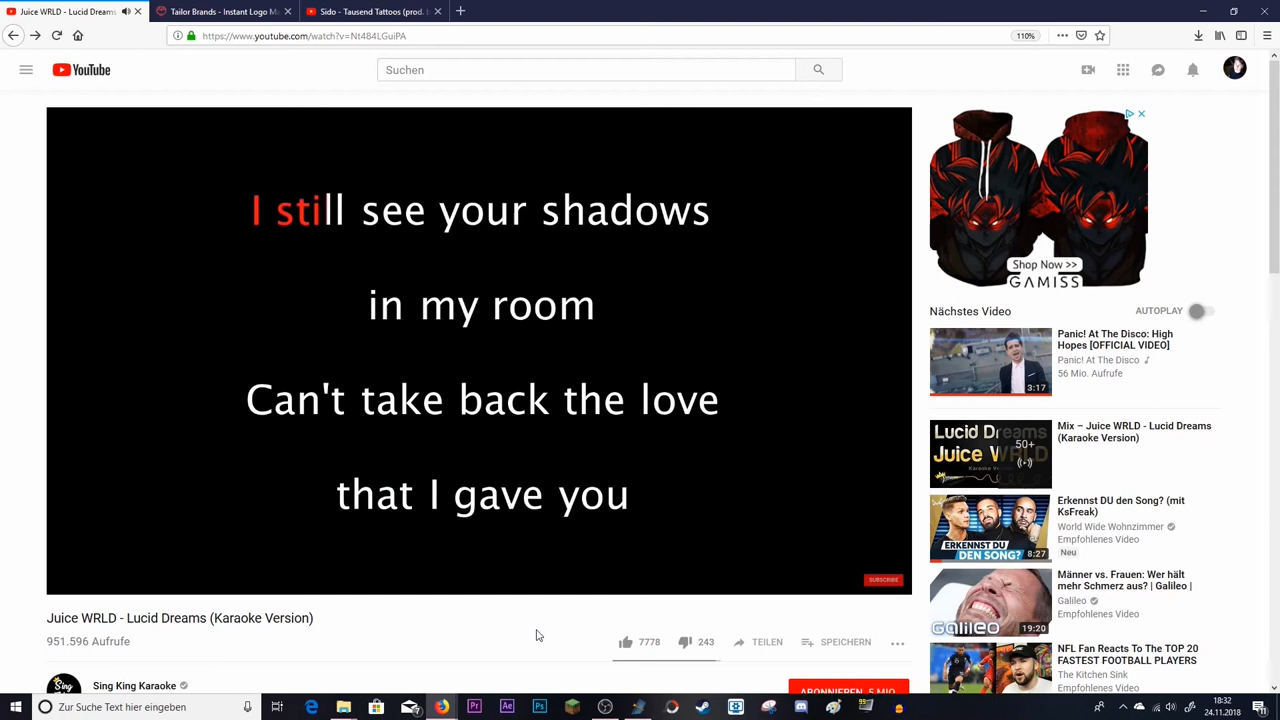 Juice WRLD - Lucid Dreams
Tailor Brands - Instant Logo M
Sido - Tausend Tattoos (prod. b
https://www.youtube.com/watch?v=Nt484LGuiPA
110%
YouTube
Suchen
I still see your shadows
in my room
Can't take back the love
that I gave you
SUBSCRIBE
Juice WRLD - Lucid Dreams (Karaoke Version)
951.596 Aufrufe
7778
243
TEILEN
SPEICHERN
Sing King
Sing King Karaoke
ABONNIEREN 5 MIO.
Shop Now >>
GAMISS
Nächstes Video
AUTOPLAY
3:17
Panic! At The Disco: High
Hopes [OFFICIAL VIDEO]
Panic! At The Disco
56 Mio. Aufrufe
Lucid Dreams
Juice WRLD
50+
Mix – Juice WRLD - Lucid Dreams
(Karaoke Version)
ERKENNST
DU DEN SONG?
8:27
Erkennst DU den Song? (mit
KsFreak)
World Wide Wohnzimmer
Empfohlenes Video
Neu
GALILEO
19:20
Männer vs. Frauen: Wer hält
mehr Schmerz aus? | Galileo |
Galileo
Empfohlenes Video
NFL Fan Reacts To The TOP 20
FASTEST FOOTBALL PLAYERS
The Kitchen Sink
Empfohlenes Video
Zur Suche Text hier eingeben
Pr
Ae
Ps
18:32
24.11.2018